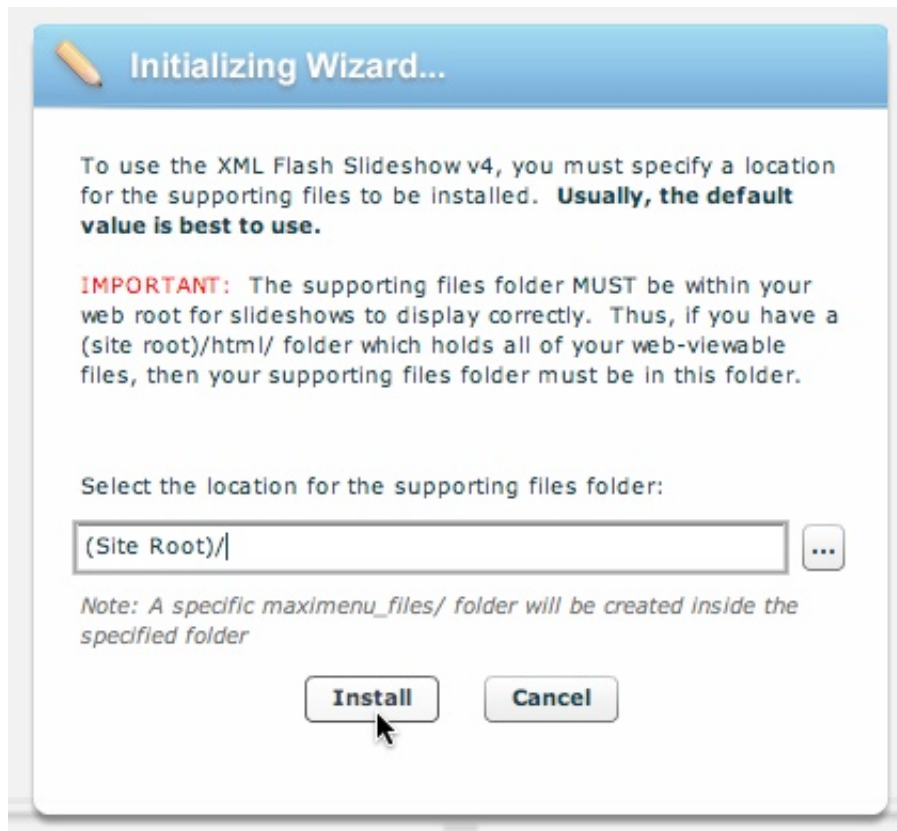 Initializing Wizard...
To use the XML Flash Slideshow v4, you must specify a location
for the supporting files to be installed.  Usually, the default
value is best to use.
IMPORTANT:  The supporting files folder MUST be within your
web root for slideshows to display correctly.  Thus, if you have a
(site root)/html/ folder which holds all of your web-viewable
files, then your supporting files folder must be in this folder.
Select the location for the supporting files folder:
(Site Root)/
...
Note: A specific maximenu_files/ folder will be created inside the
specified folder
Install
Cancel